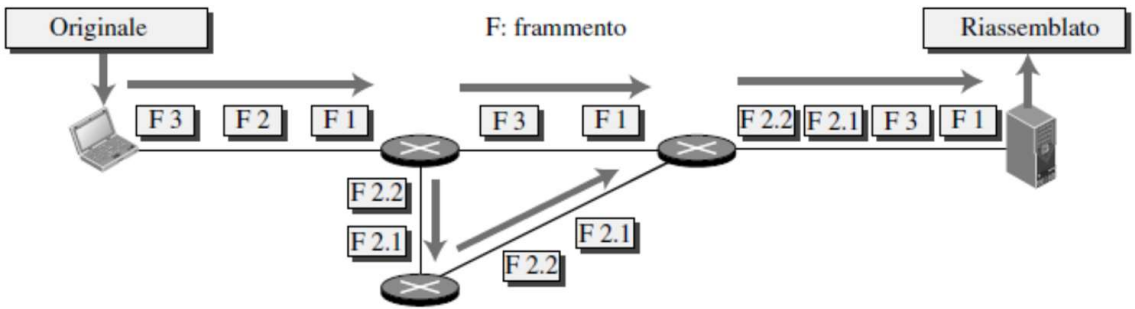 Originale
F: frammento
Riassemblato
F 3
F 2
F 1
F 3
F 1
F 2.2
F 2.1
F 3
F 1
F 2.2
F 2.1
F 2.1
F 2.2